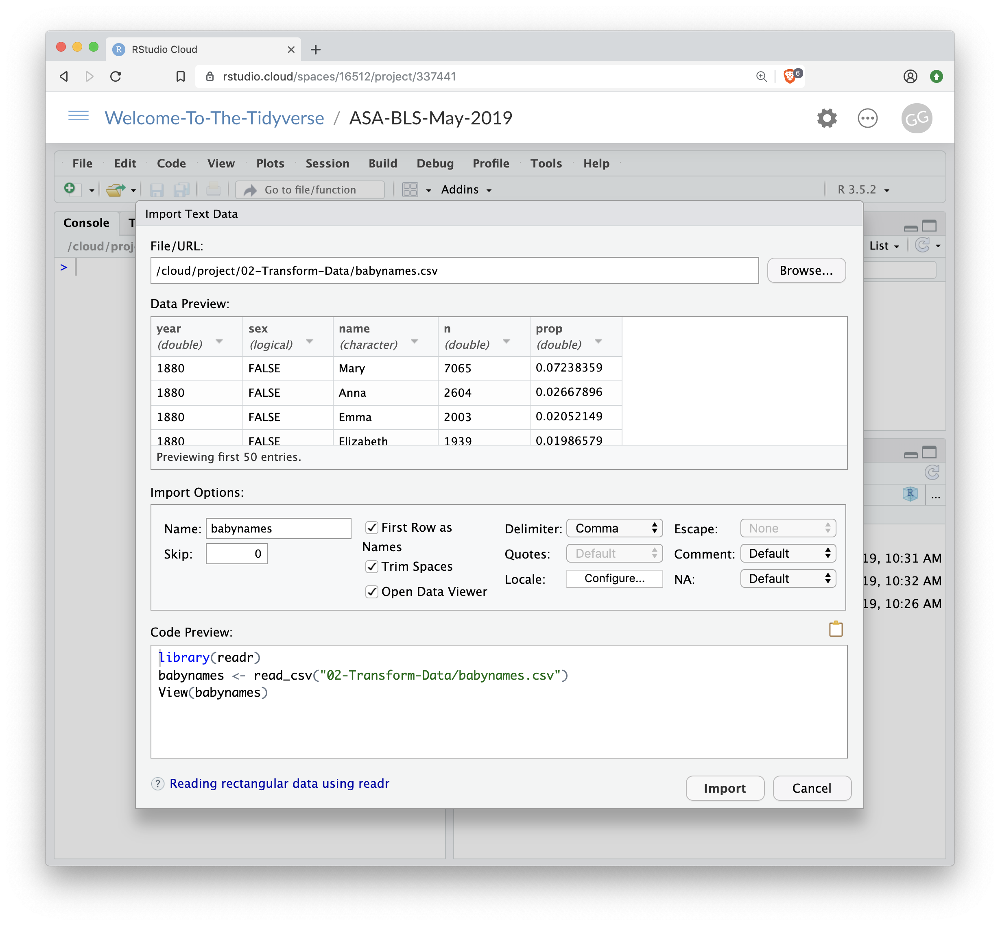 RStudio Cloud
rstudio.cloud/spaces/16512/project/337441
6
Welcome-To-The-Tidyverse / ASA-BLS-May-2019
GG
File Edit Code View Plots Session Build Debug Profile Tools Help
Go to file/function
Addins
R 3.5.2
Import Text Data
Console T
/cloud/proj
List
>
File/URL:
/cloud/project/02-Transform-Data/babynames.csv
Browse...
Data Preview:
year sex name n prop
(double) (logical) (character) (double) (double)
1880 FALSE Mary 7065 0.07238359
1880 FALSE Anna 2604 0.02667896
1880 FALSE Emma 2003 0.02052149
1880 FALSE Elizabeth 1939 0.01986579
Previewing first 50 entries.
R ...
Import Options:
Name: babynames
Skip: 0
First Row as
Names
Trim Spaces
Open Data Viewer
Delimiter: Comma
Quotes: Default
Locale: Configure...
Escape: None
Comment: Default
NA: Default
19, 10:31 AM
19, 10:32 AM
19, 10:26 AM
Code Preview:
library(readr)
babynames <- read_csv("02-Transform-Data/babynames.csv")
View(babynames)
? Reading rectangular data using readr
Import
Cancel